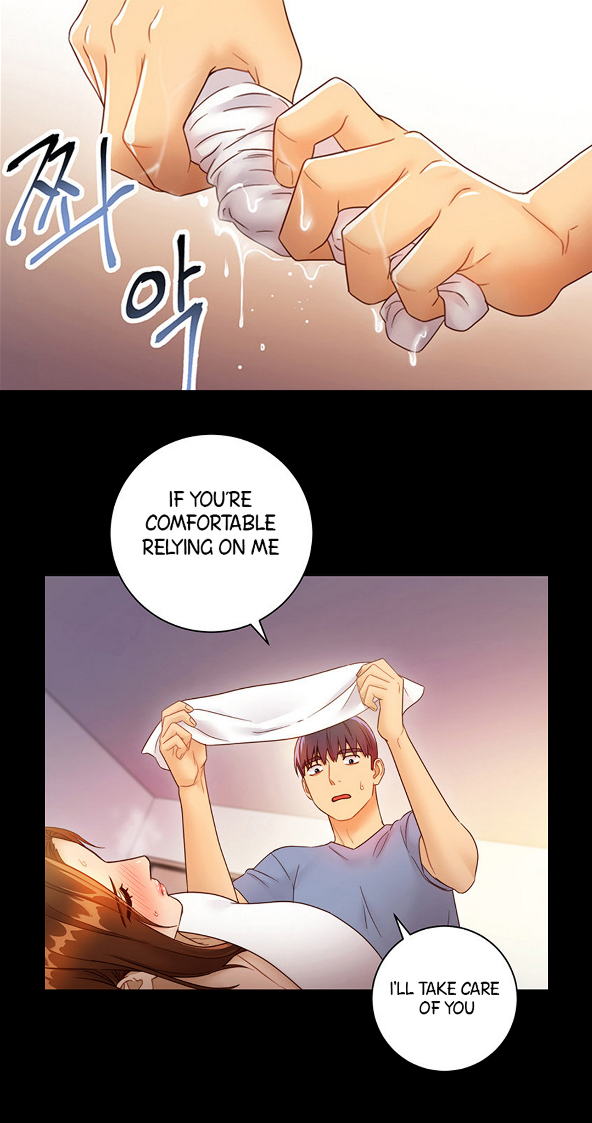 쫘
악
IF YOU'RE
COMFORTABLE
RELYING ON ME
I'LL TAKE CARE
OF YOU